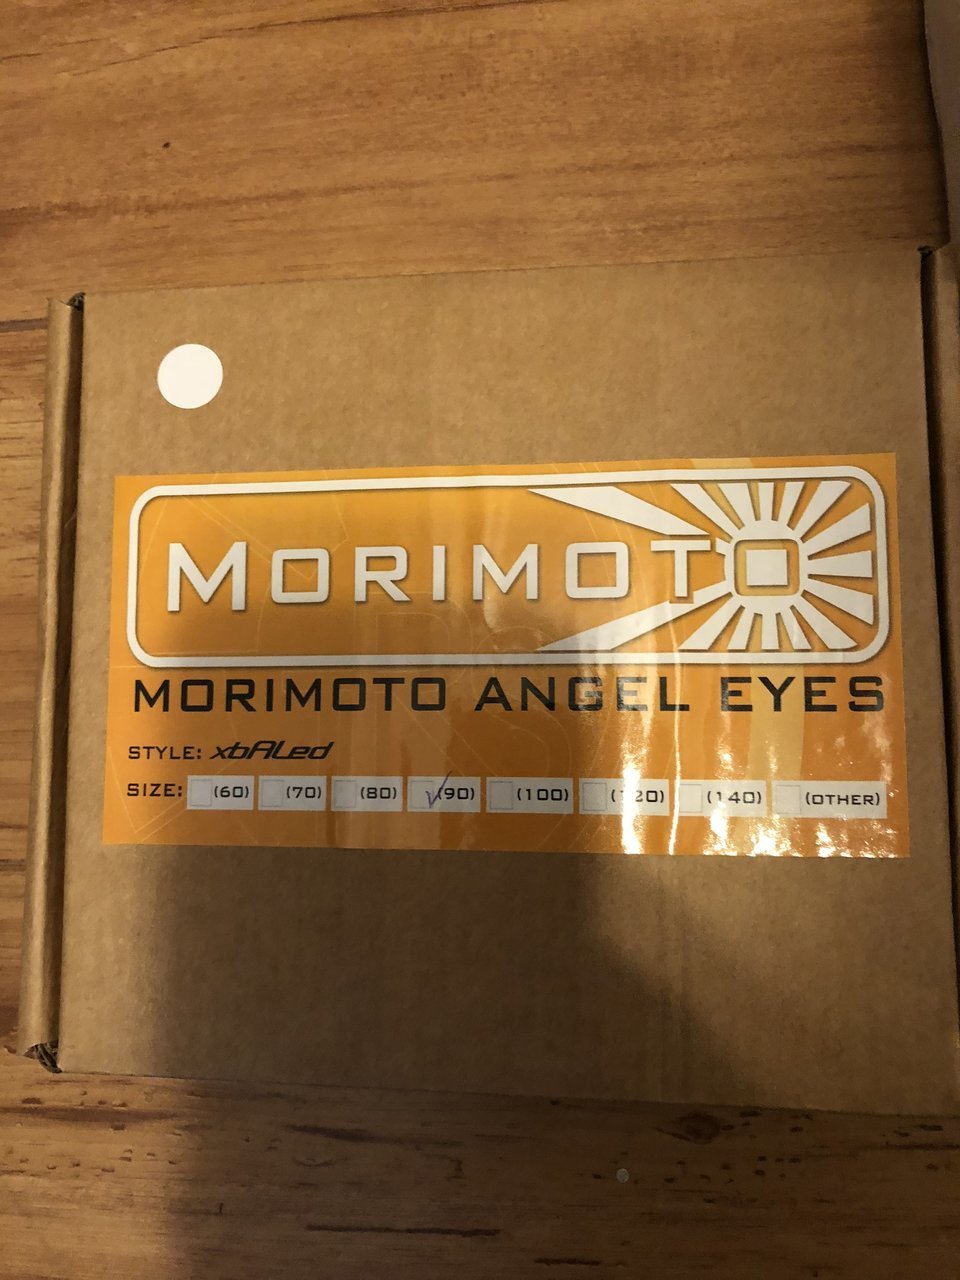 MORIMOTO
MORIMOTO ANGEL EYES
STYLE: xbALed
SIZE: (60) (70) (80) (90) (100) (120) (140) (OTHER)